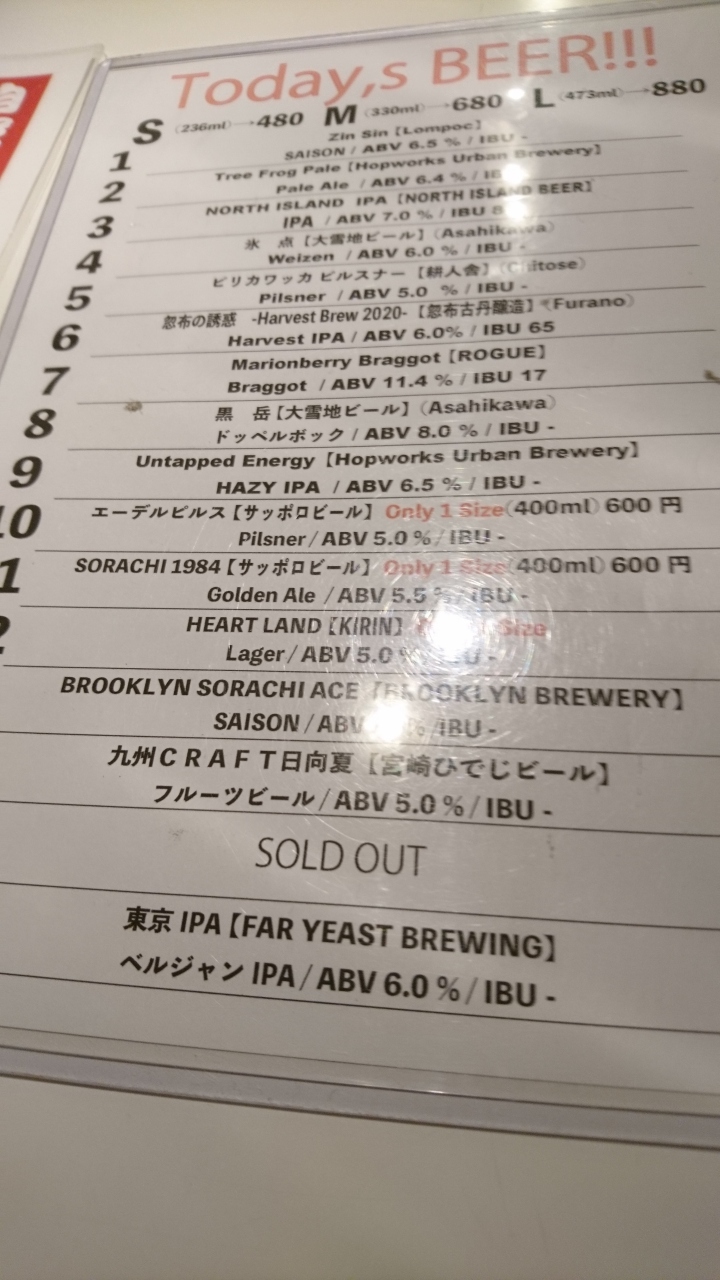 Today,s BEER!!!
S (236ml)→480 M (330ml)→680 L (473ml)→880
Zin Sin【Lompoc】
1 SAISON / ABV 6.5 % / IBU -
Tree Frog Pale【Hopworks Urban Brewery】
2 Pale Ale / ABV 6.4 % /
NORTH ISLAND IPA【NORTH ISLAND BEER】
3 IPA / ABV 7.0 % / IBU
氷 点【大雪地ビール】(Asahikawa)
4 Weizen / ABV 6.0 % / IBU -
ピリカワッカ ピルスナー【耕人舎】(Chitose)
5 Pilsner / ABV 5.0 % / IBU -
忽布の誘惑 -Harvest Brew 2020-【忽布古丹醸造】(Furano)
6 Harvest IPA / ABV 6.0% / IBU 65
Marionberry Braggot【ROGUE】
7 Braggot / ABV 11.4 % / IBU 17
黒 岳【大雪地ビール】(Asahikawa)
8 ドッペルボック / ABV 8.0 % / IBU -
Untapped Energy【Hopworks Urban Brewery】
9 HAZY IPA / ABV 6.5 % / IBU -
エーデルピルス【サッポロビール】 Only 1 Size(400ml) 600 円
Pilsner / ABV 5.0 % / IBU -
SORACHI 1984【サッポロビール】 Only 1 Size(400ml) 600 円
Golden Ale / ABV 5.5 % / IBU -
HEART LAND【KIRIN】 Size
Lager / ABV 5.0 %
BROOKLYN SORACHI ACE【BROOKLYN BREWERY】
SAISON / ABV % / IBU -
九州CRAFT日向夏【宮崎ひでじビール】
フルーツビール / ABV 5.0 % / IBU -
SOLD OUT
東京 IPA【FAR YEAST BREWING】
ベルジャン IPA / ABV 6.0 % / IBU -